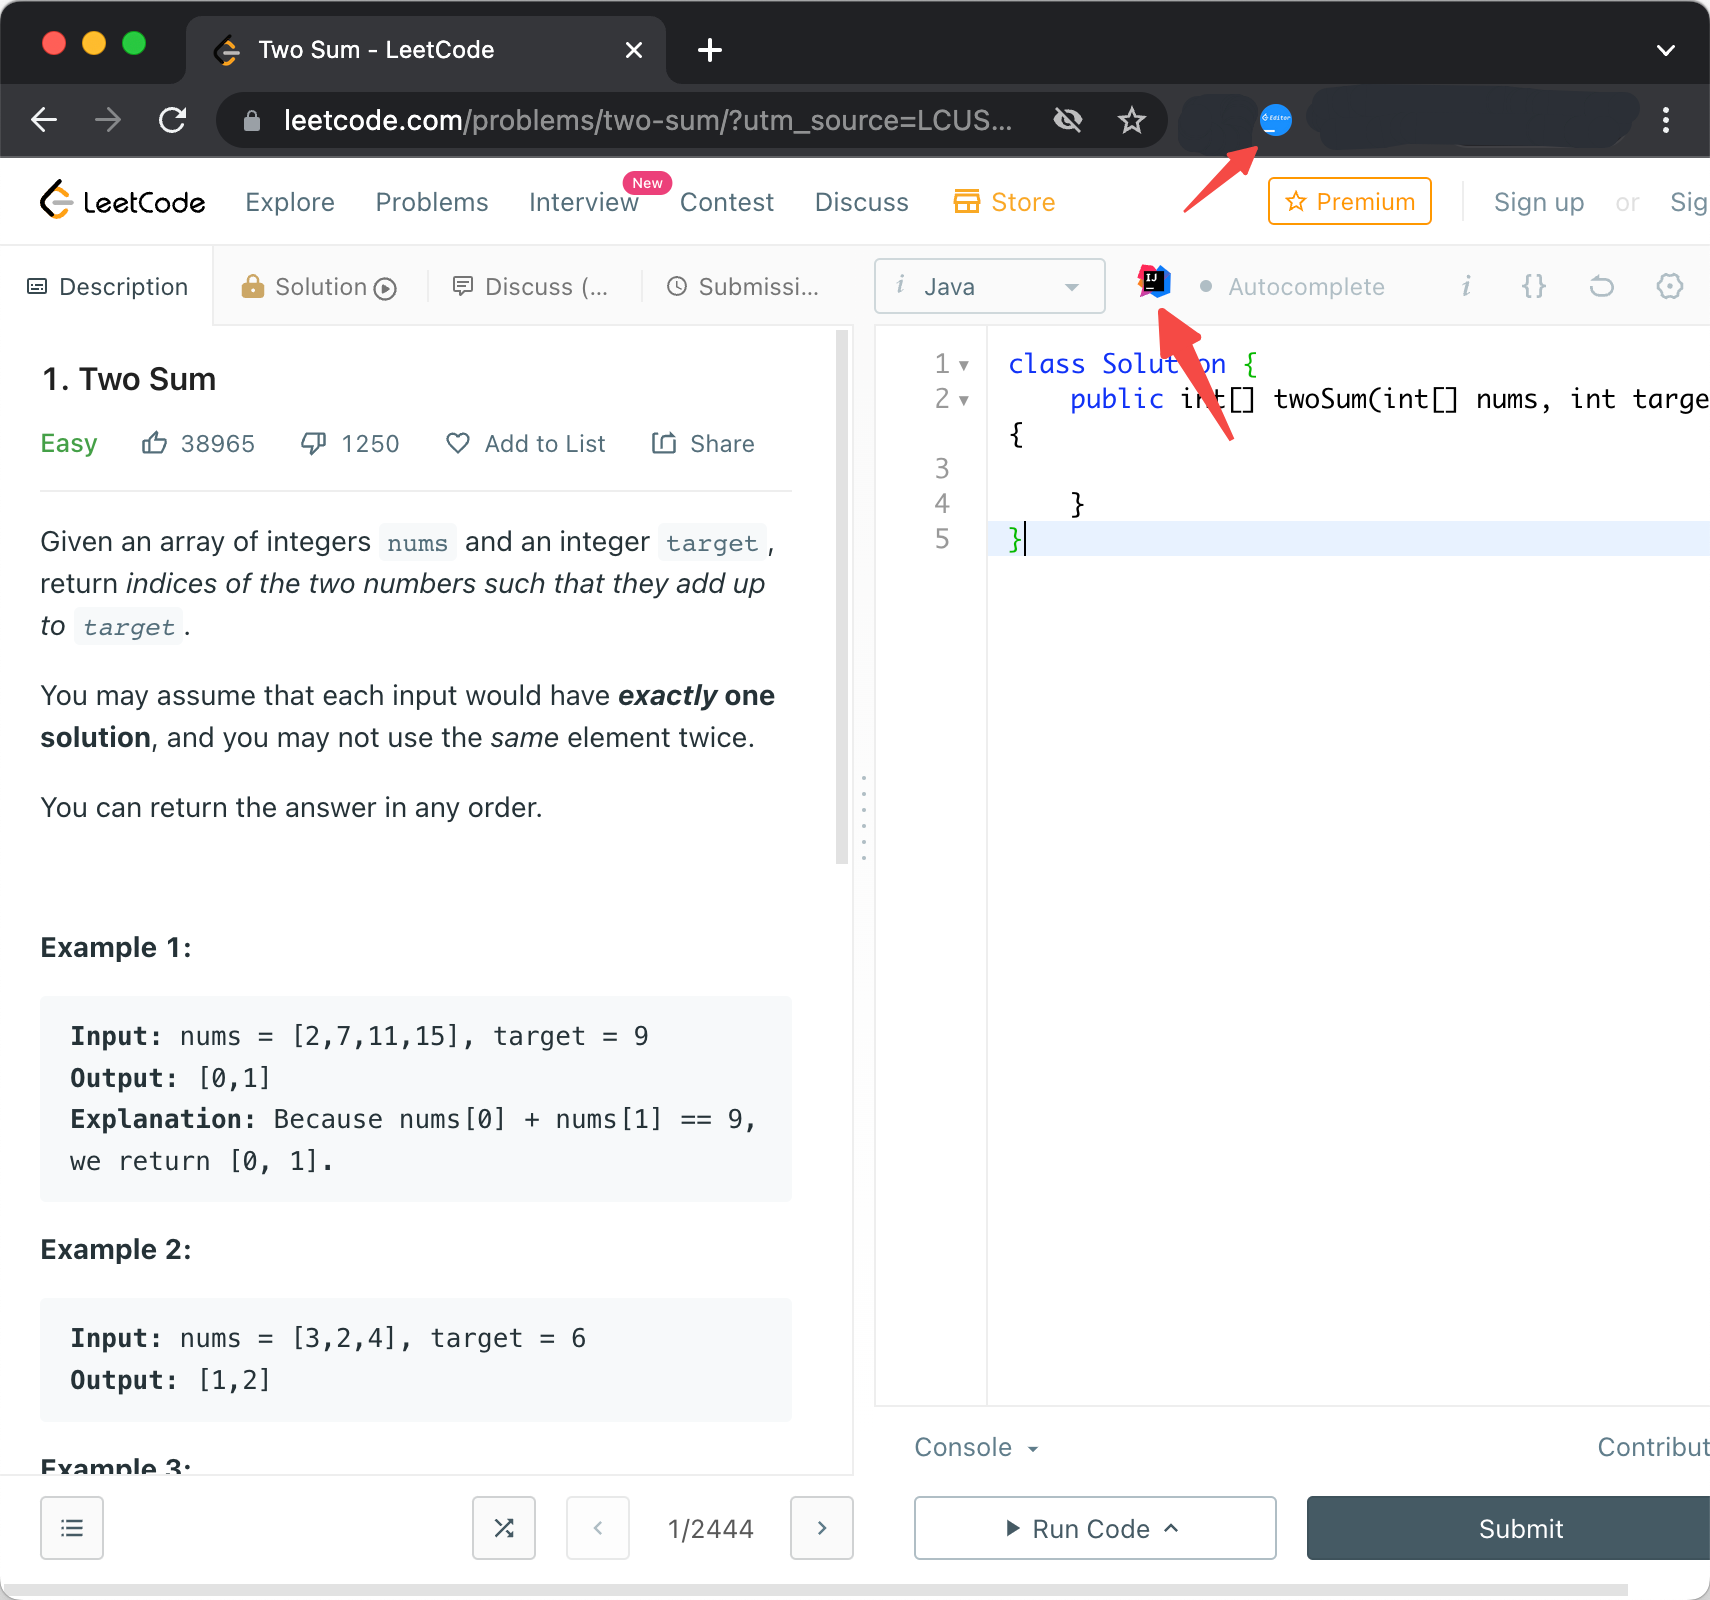 Two Sum - LeetCode
leetcode.com/problems/two-sum/?utm_source=LCUS...
Editor
LeetCode
Explore
Problems
Interview
New
Contest
Discuss
Store
Premium
Sign up or Sig
Description
Solution
Discuss (...
Submissi...
i Java
IJ
Autocomplete
i {}
1. Two Sum
Easy 38965 1250 Add to List Share
Given an array of integers nums and an integer target,
return indices of the two numbers such that they add up
to target.
You may assume that each input would have exactly one
solution, and you may not use the same element twice.
You can return the answer in any order.
Example 1:
Input: nums = [2,7,11,15], target = 9
Output: [0,1]
Explanation: Because nums[0] + nums[1] == 9,
we return [0, 1].
Example 2:
Input: nums = [3,2,4], target = 6
Output: [1,2]
Example 3:
1/2444
1 class Solution {
2 public int[] twoSum(int[] nums, int targe
{
3
4 }
5 }
Console
Contribut
Run Code
Submit